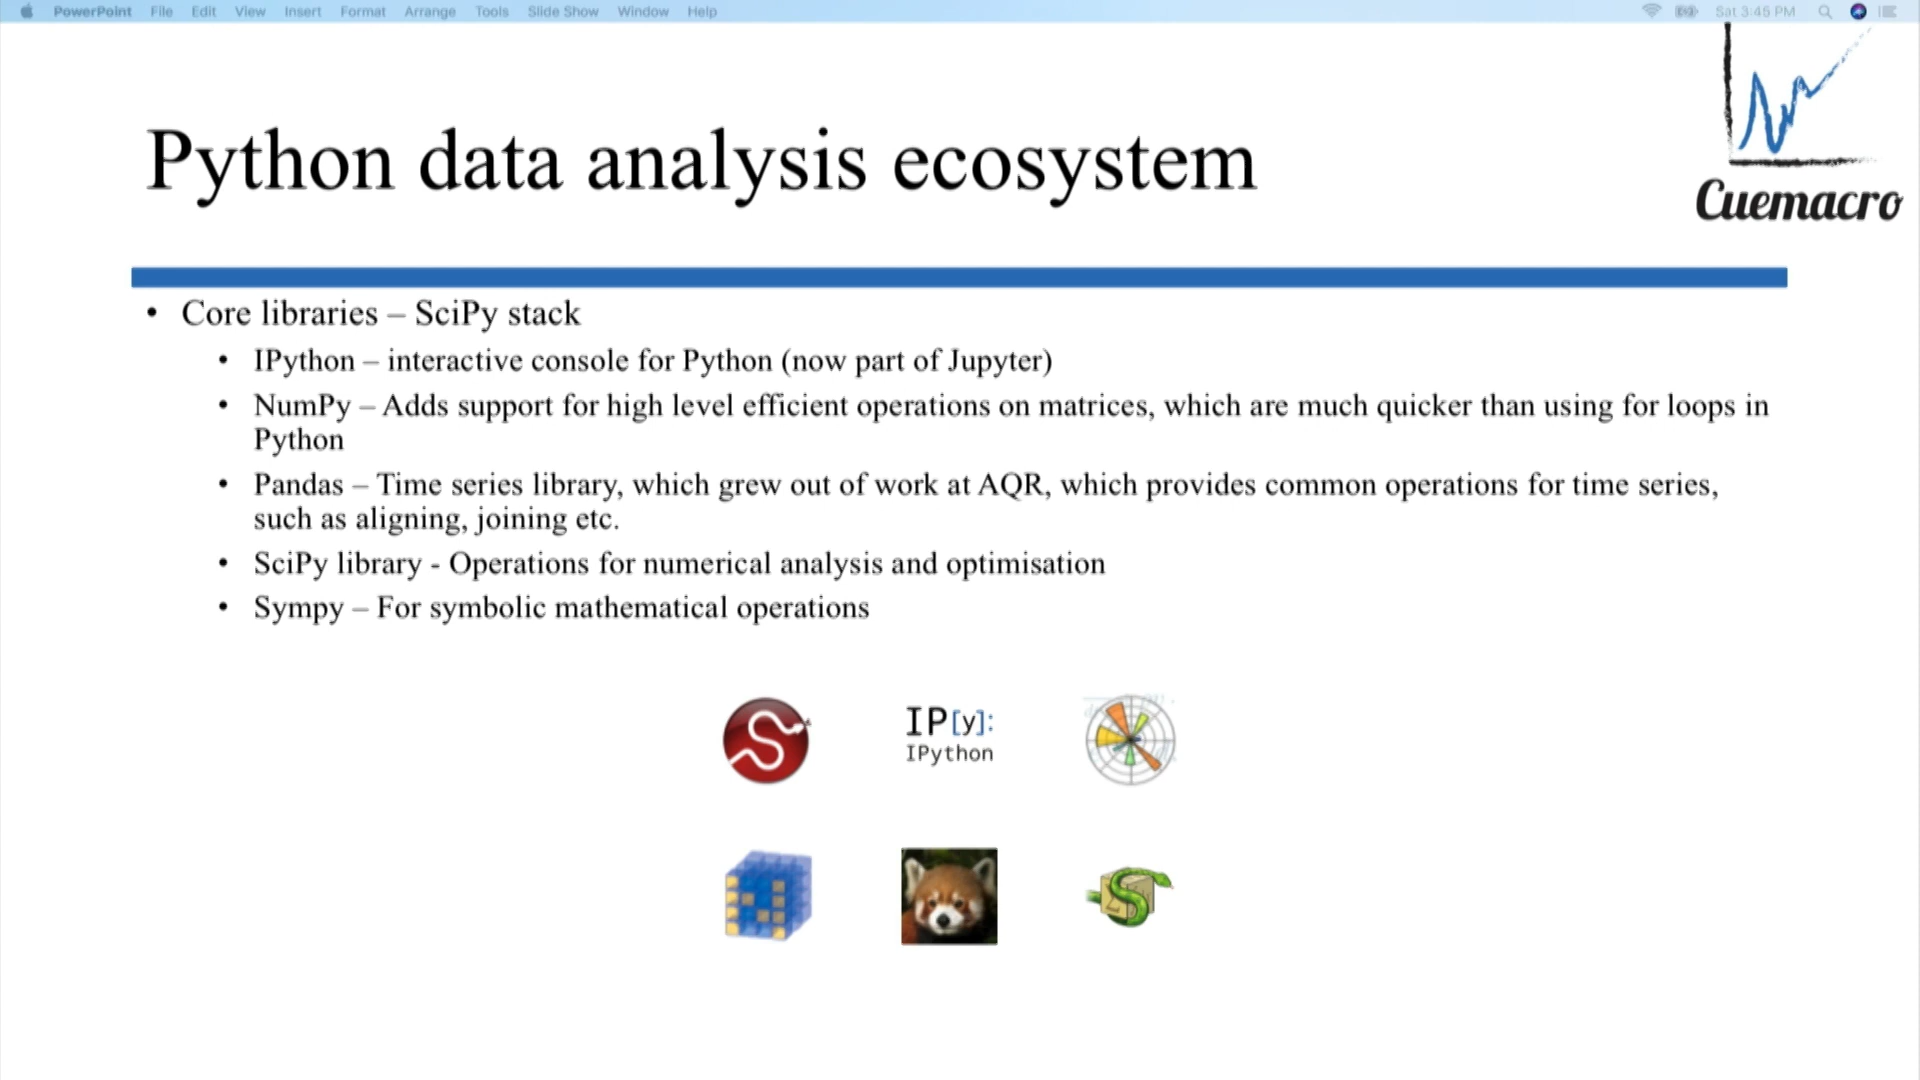 PowerPoint File Edit View Insert Format Arrange Tools Slide Show Window Help Sat 3:45 PM
Python data analysis ecosystem
Cuemacro
• Core libraries – SciPy stack
• IPython – interactive console for Python (now part of Jupyter)
• NumPy – Adds support for high level efficient operations on matrices, which are much quicker than using for loops in
Python
• Pandas – Time series library, which grew out of work at AQR, which provides common operations for time series,
such as aligning, joining etc.
• SciPy library - Operations for numerical analysis and optimisation
• Sympy – For symbolic mathematical operations
IP[y]:
IPython